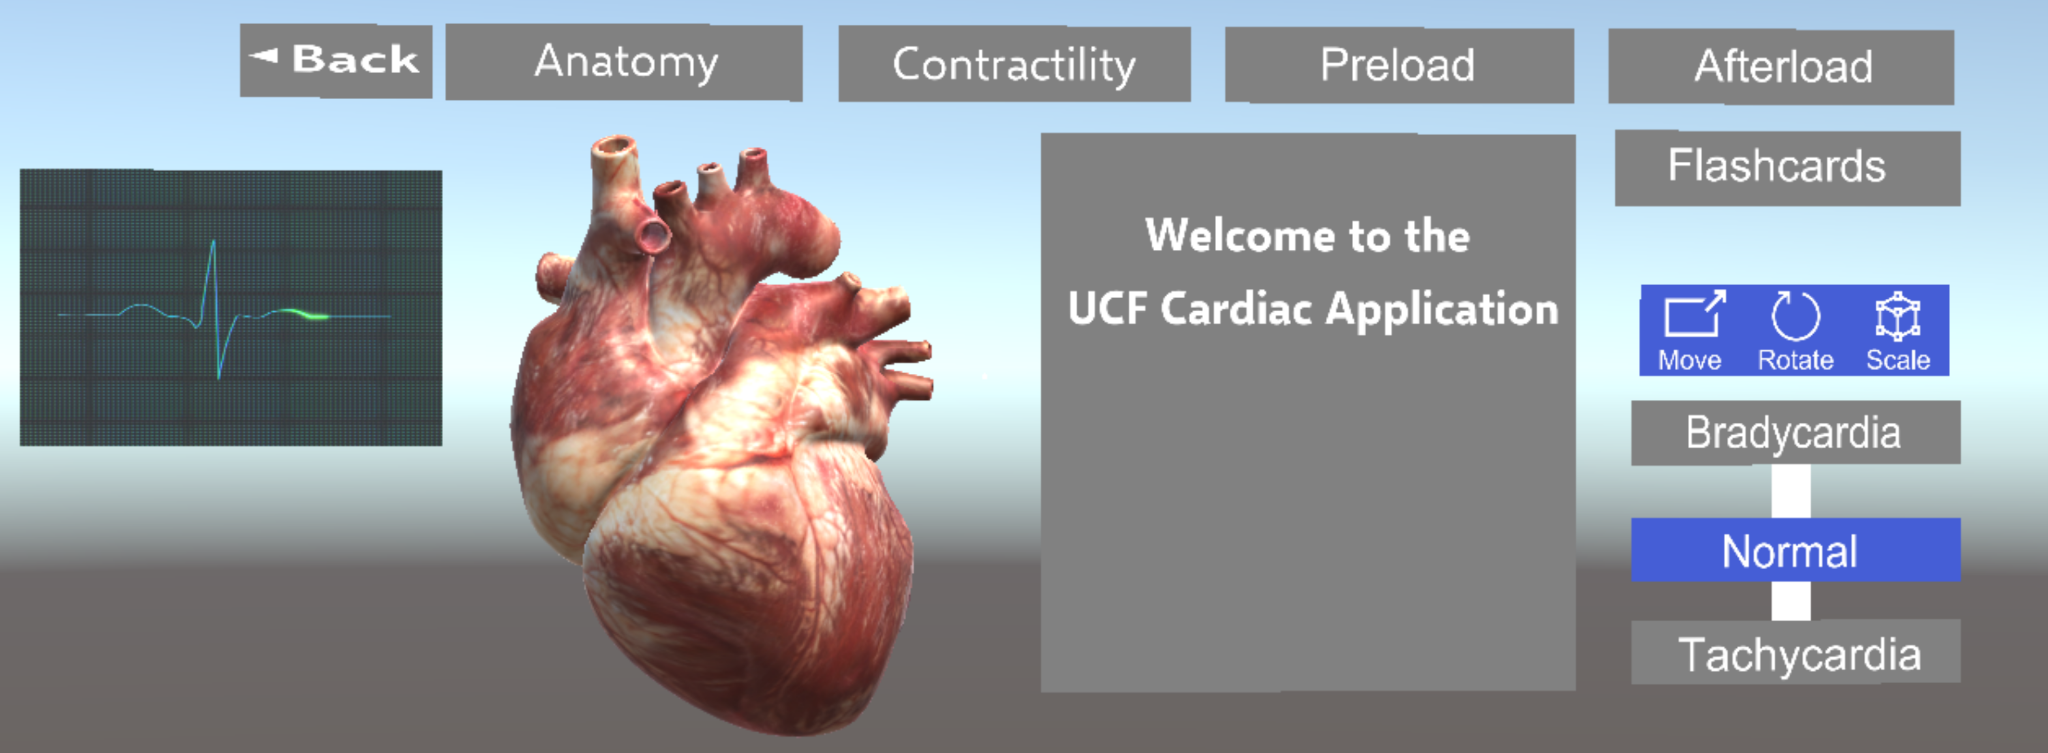 ◄ Back
Anatomy
Contractility
Preload
Afterload
Flashcards
Welcome to the
UCF Cardiac Application
Move
Rotate
Scale
Bradycardia
Normal
Tachycardia